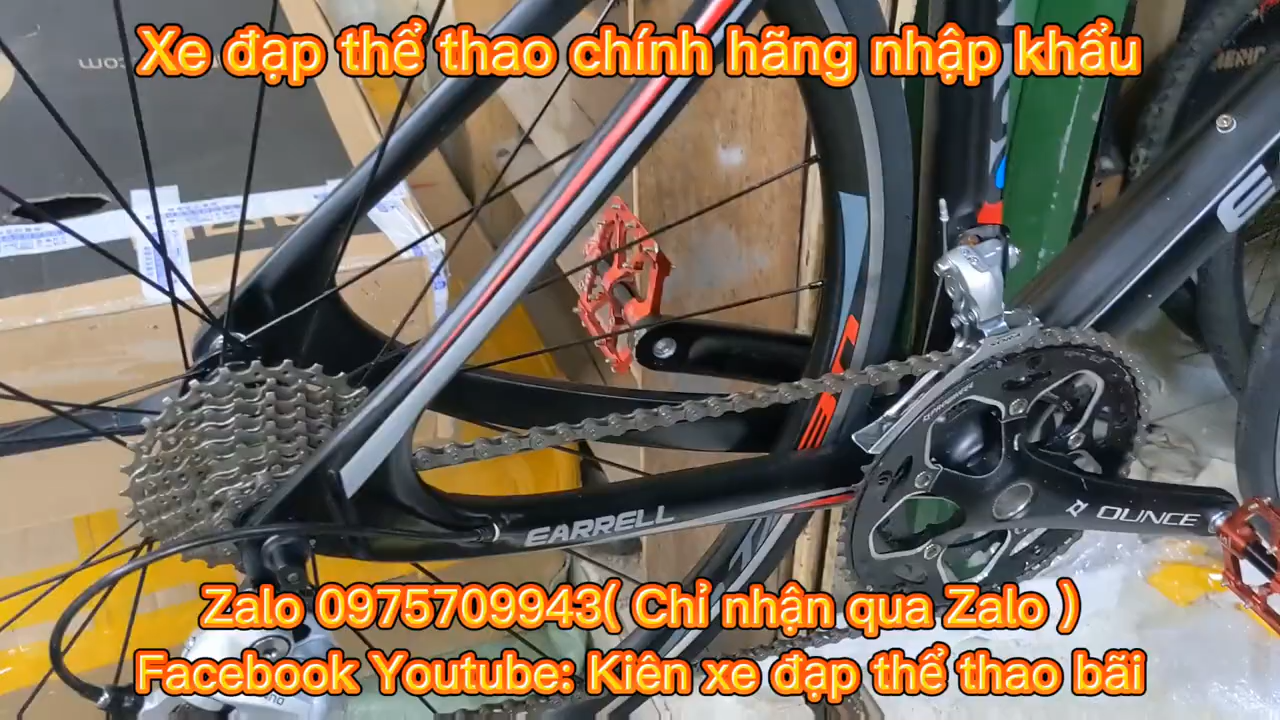 Xe đạp thể thao chính hãng nhập khẩu
EARRELL
OUNCE
PROWHEEL
Zalo 0975709943( Chỉ nhận qua Zalo )
Facebook Youtube: Kiên xe đạp thể thao bãi